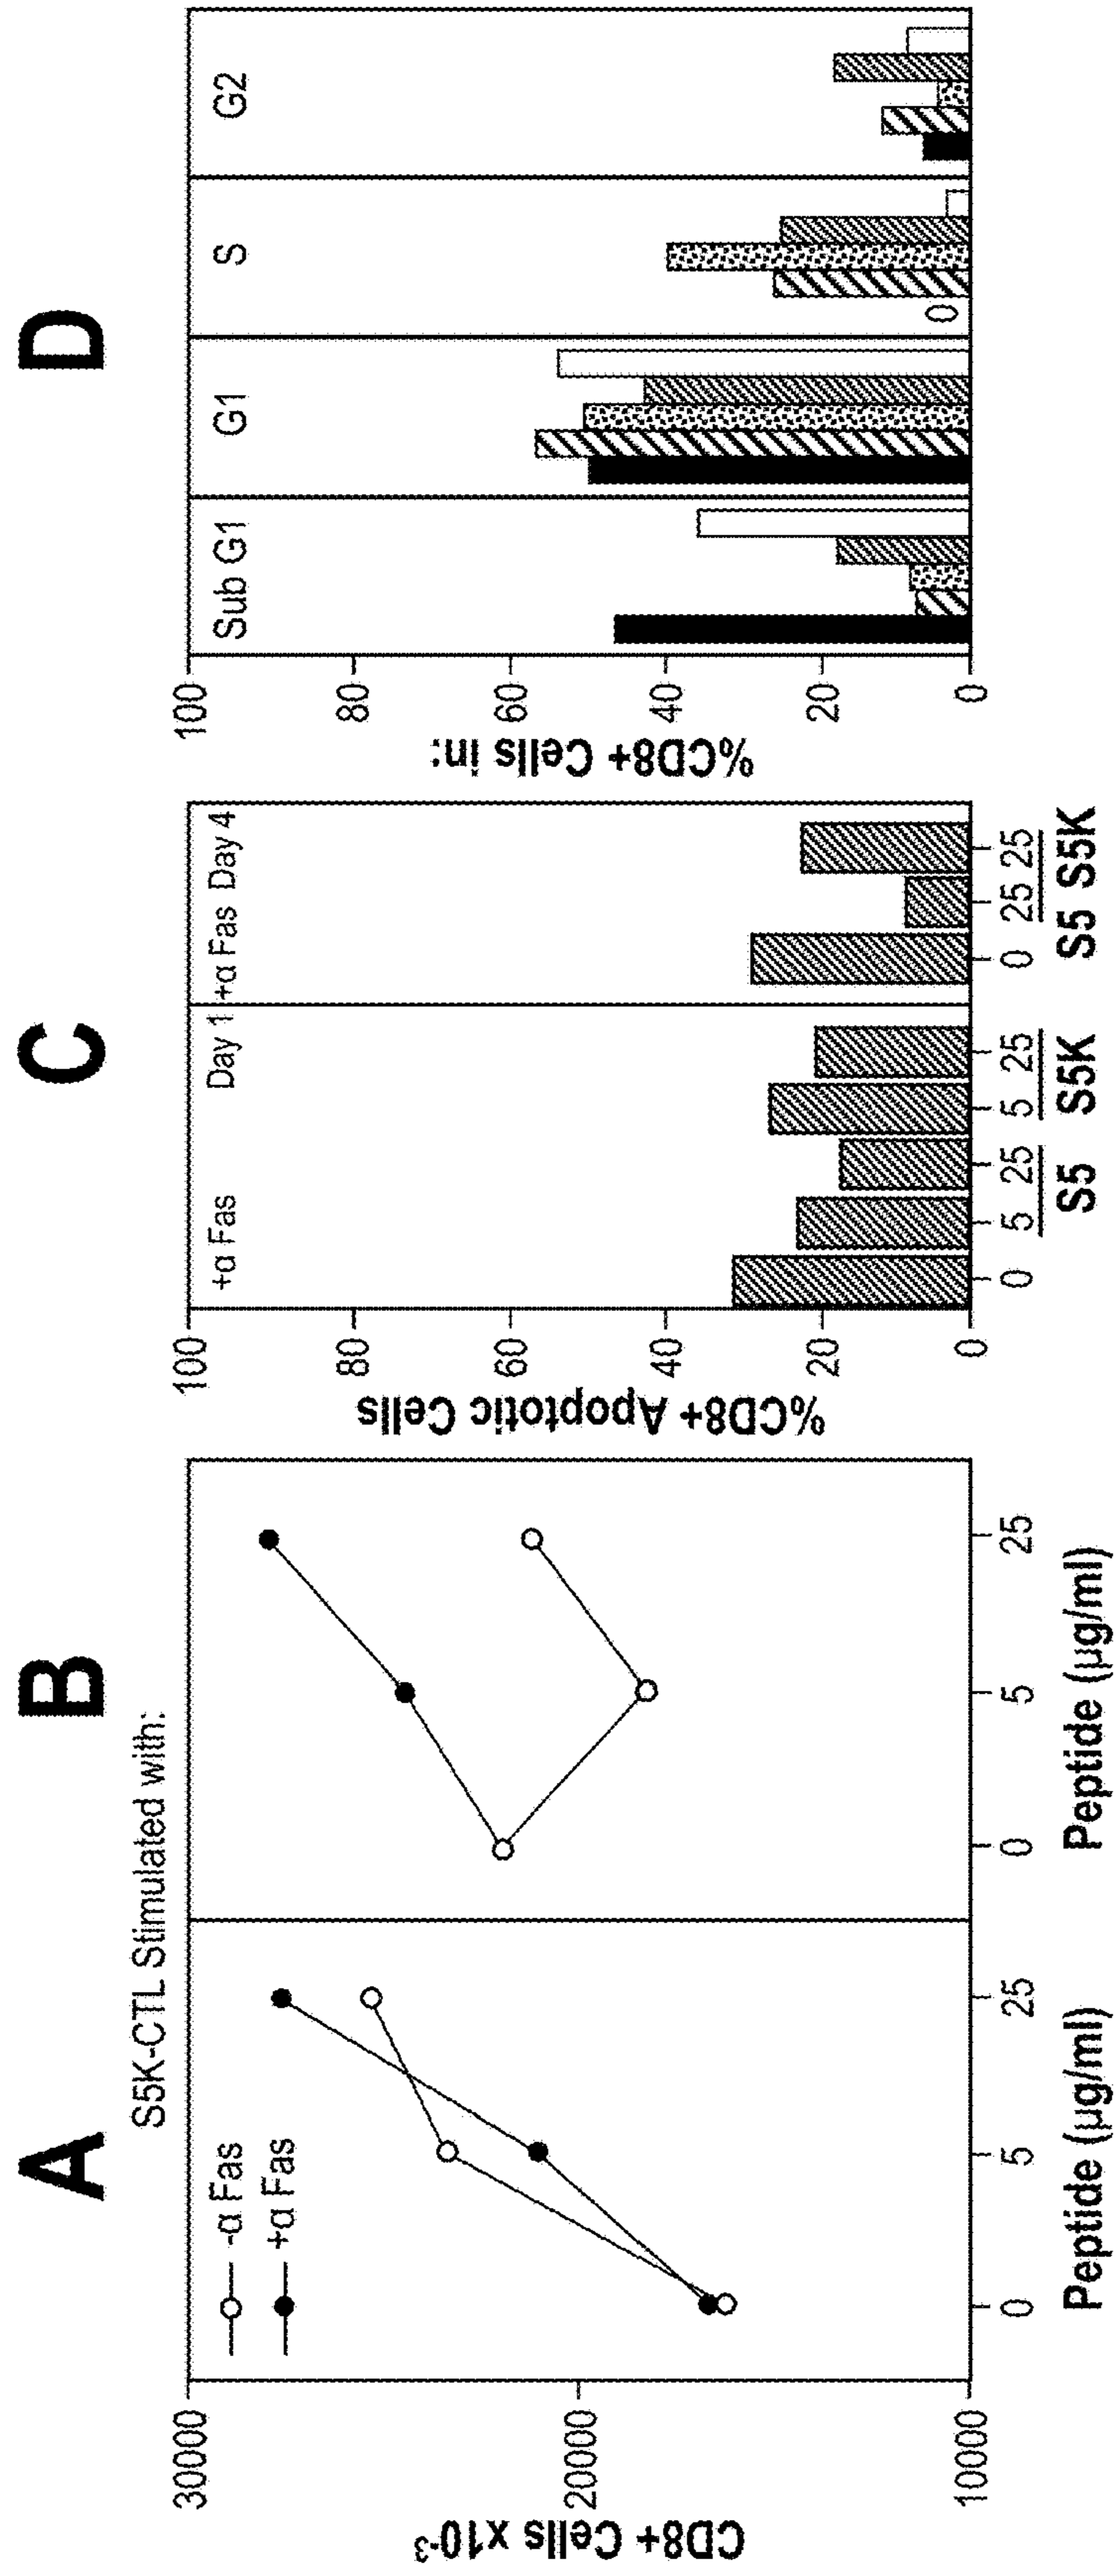 A
B
C
D
S5K-CTL Stimulated with:
-α Fas
+α Fas
30000
20000
10000
CD8+ Cells x10-3
0 5 25
Peptide (µg/ml)
0 5 25
Peptide (µg/ml)
%CD8+ Apoptotic Cells
100
80
60
40
20
0
+α Fas Day 1
+α Fas Day 4
0 5 25 5 25
S5 S5K
0 25 25
S5 S5K
%CD8+ Cells in:
100
80
60
40
20
0
Sub G1
G1
S
G2
0